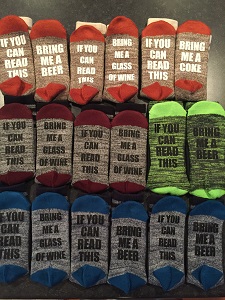 IF YOU
CAN READ
THIS
BRING
ME A
BEER
IF YOU
CAN
READ
THIS
BRING
ME A
GLASS
OF WINE
IF YOU
CAN
READ
THIS
BRING
ME A
COKE
IF YOU
CAN
READ
THIS
BRING
ME A
GLASS
OF WINE
IF YOU
CAN
READ
THIS
BRING
ME A
GLASS
OF WINE
IF YOU
CAN
READ
THIS
BRING
ME A
BEER
IF YOU
CAN
READ
THIS
BRING
ME A
GLASS
OF WINE
IF YOU
CAN
READ
THIS
BRING
ME A
BEER
IF YOU
CAN
READ
THIS
BRING
ME A
BEER